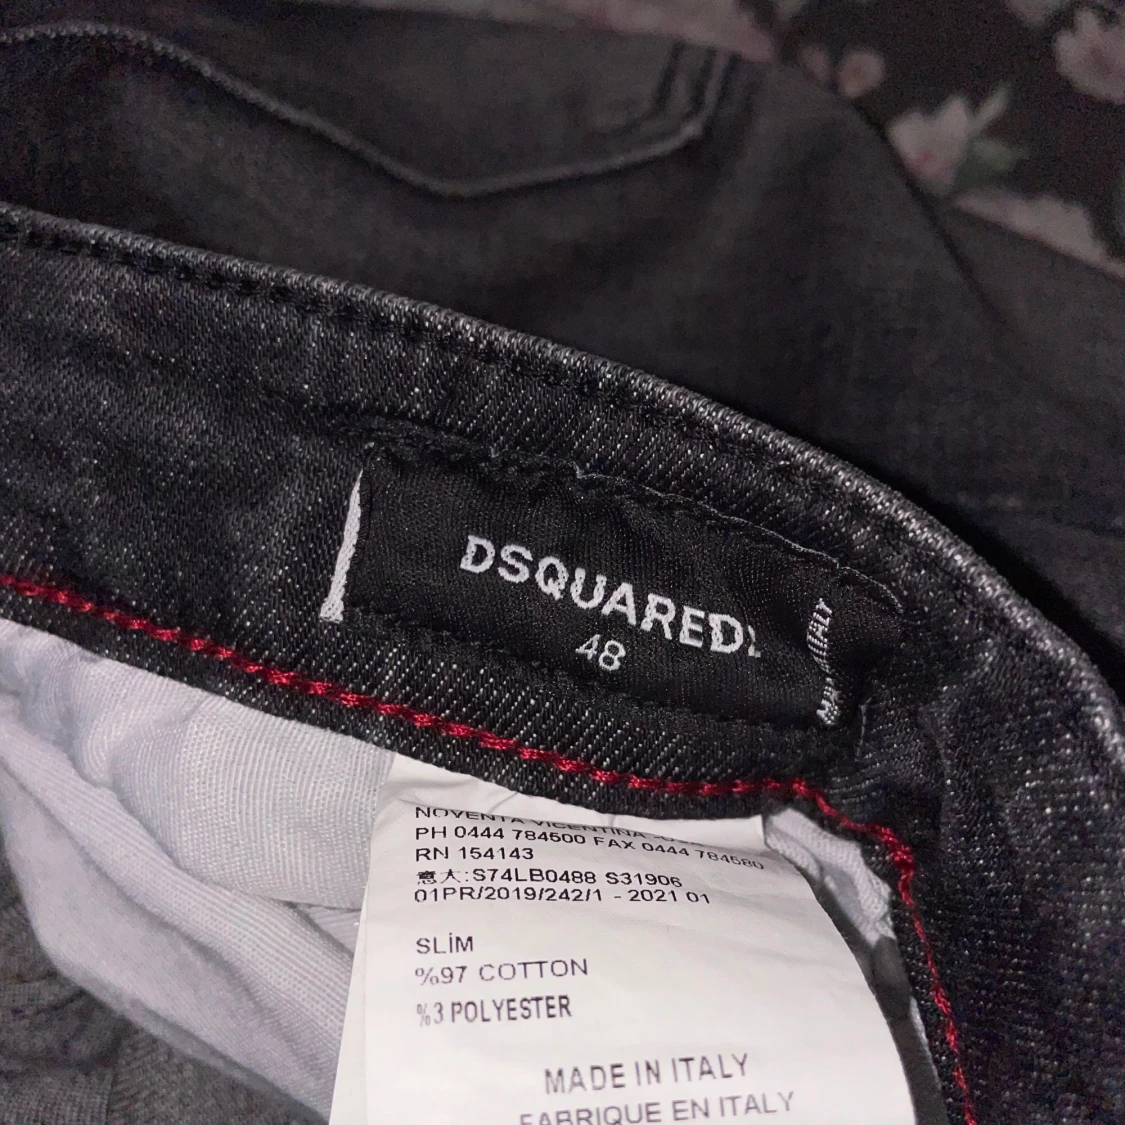 DSQUARED2
48
ITALY
NOVENTA VICENTINA
PH 0444 784500 FAX 0444 784580
RN 154143
意大:S74LB0488 S31906
01PR/2019/242/1 - 2021 01
SLİM
%97 COTTON
%3 POLYESTER
MADE IN ITALY
FABRIQUE EN ITALY